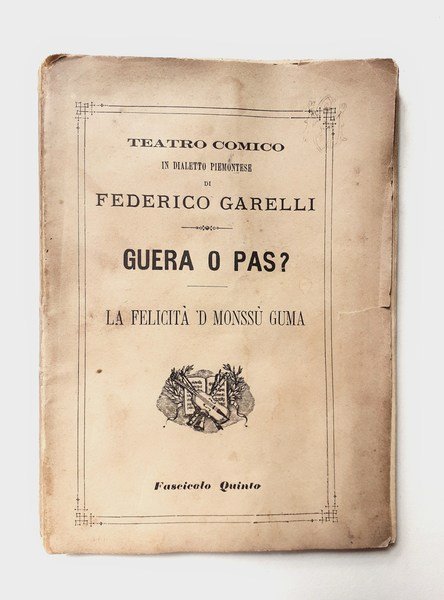 TEATRO COMICO
IN DIALETTO PIEMONTESE
DI
FEDERICO GARELLI
GUERA O PAS?
LA FELICITÀ 'D MONSSÙ GUMA
Fascicolo Quinto